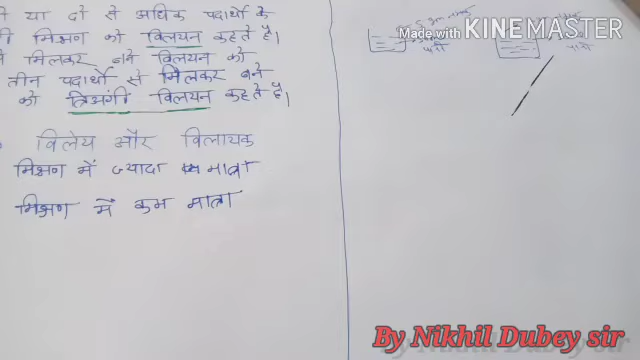 या दो से अधिक पदार्थो के
मिश्रण को विलयन कहते है।
मिलकर बने विलयन को
तीन पदार्थो से मिलकर बने
को त्रिअंगी विलयन कहते है।
विलेय और विलायक
मिश्रण में ज्यादा मात्रा
मिश्रण में कम मात्रा
पानी
पानी
Made with KINEMASTER
By Nikhil Dubey sir